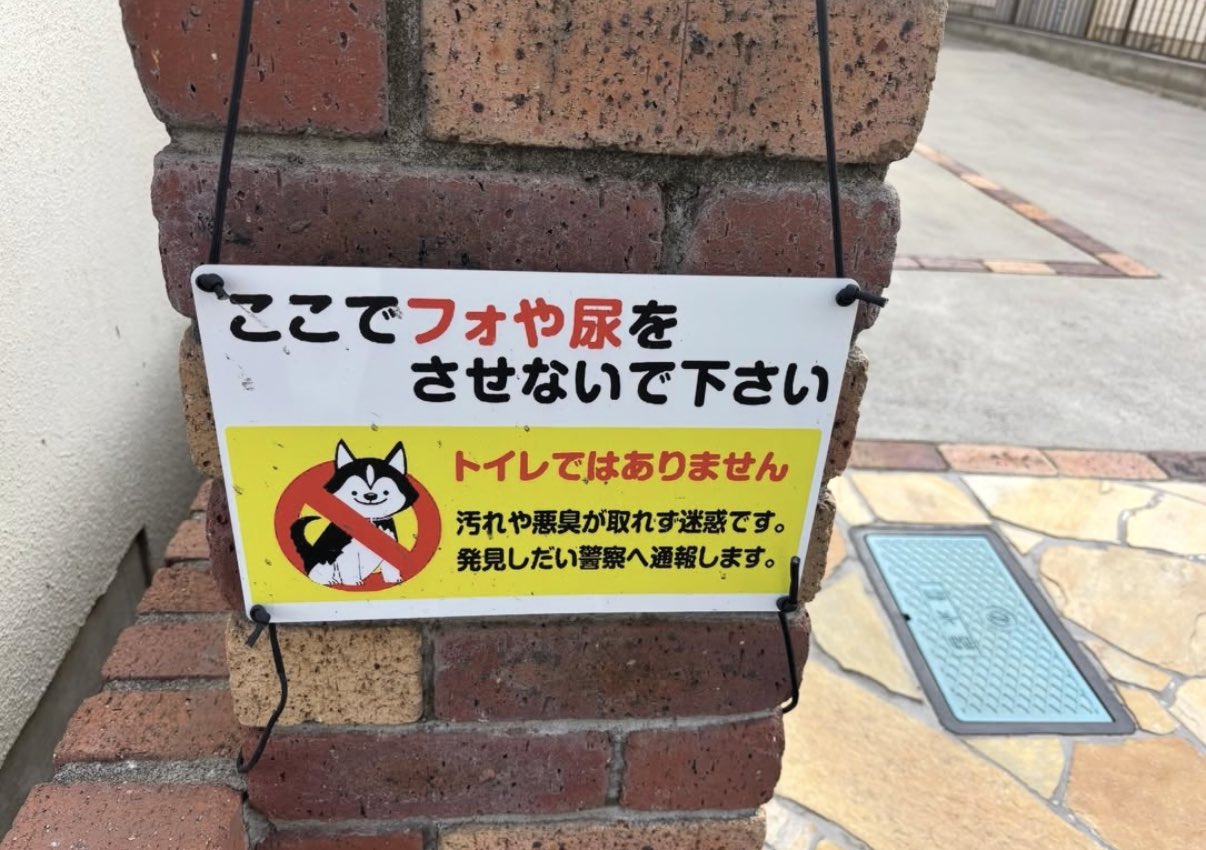 ここでフォや尿を
させないで下さい
トイレではありません
汚れや悪臭が取れず迷惑です。
発見しだい警察へ通報します。